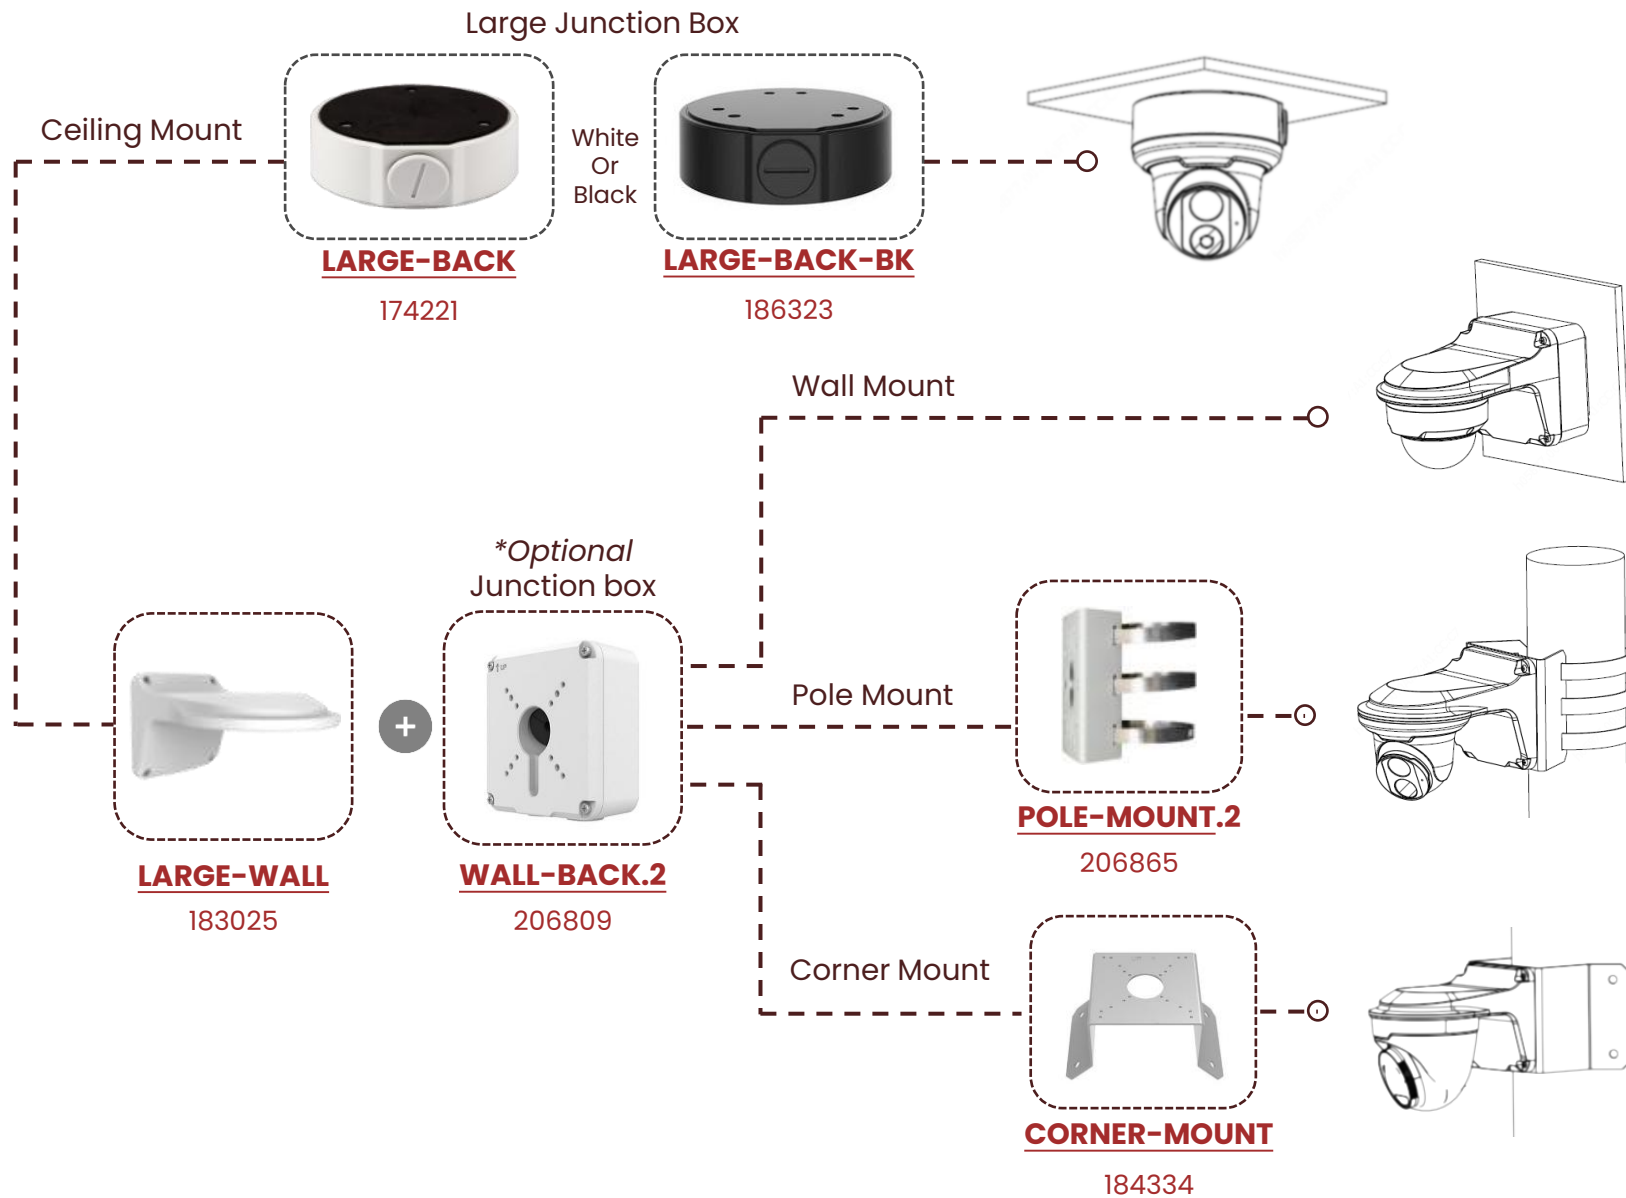 Large Junction Box
Ceiling Mount
White
Or
Black
LARGE-BACK
174221
LARGE-BACK-BK
186323
Wall Mount
*Optional
Junction box
Pole Mount
LARGE-WALL
183025
+
WALL-BACK.2
206809
POLE-MOUNT.2
206865
Corner Mount
CORNER-MOUNT
184334